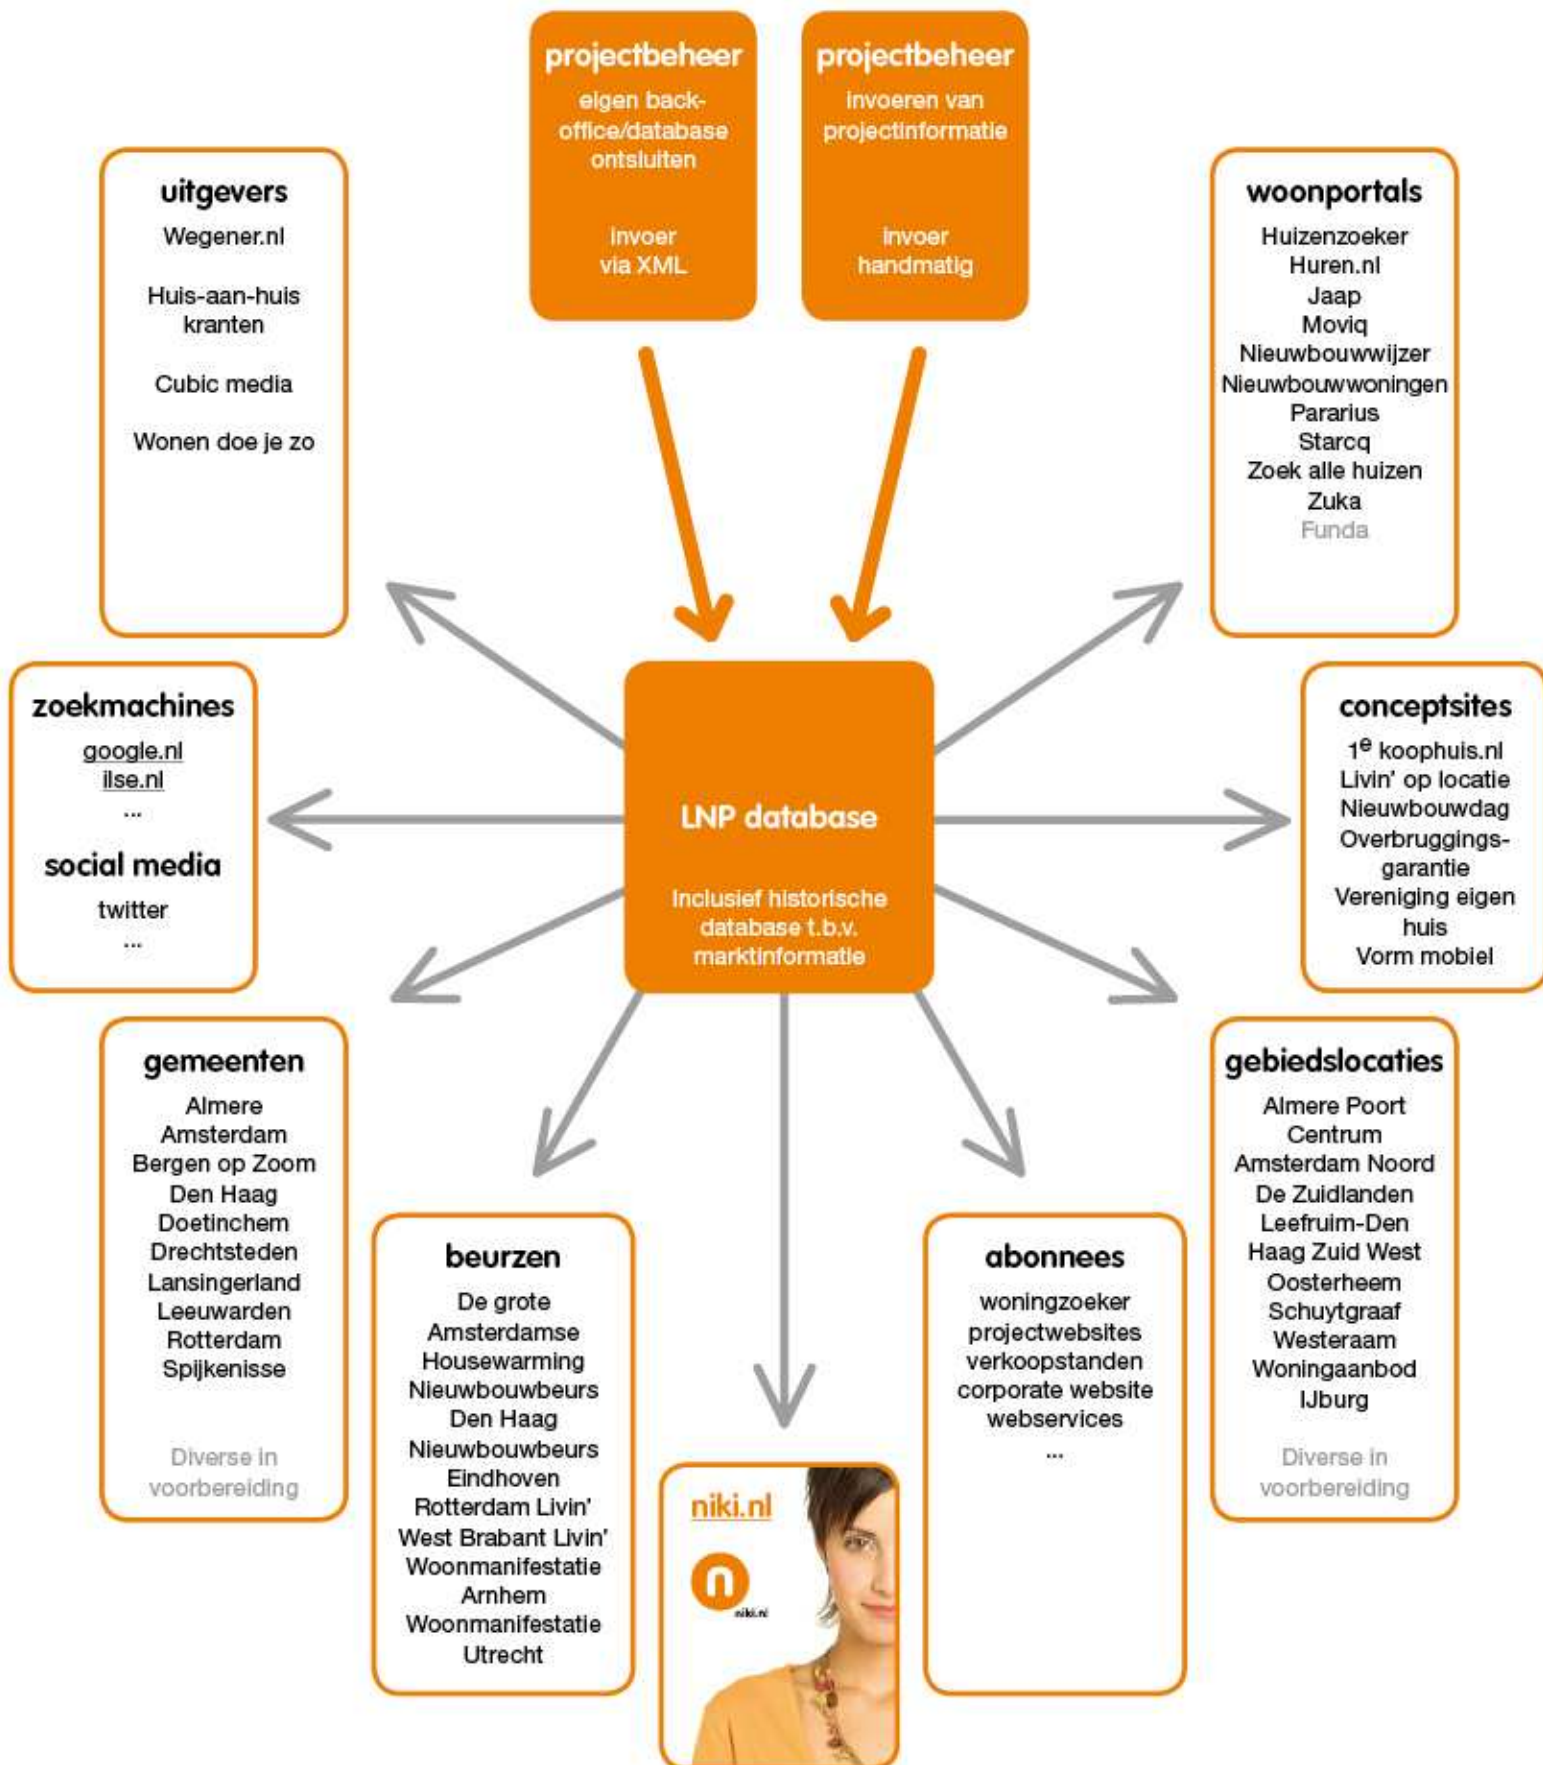 projectbeheer
eigen back-
office/database
ontsluiten
invoer
via XML
projectbeheer
invoeren van
projectinformatie
invoer
handmatig
uitgevers
Wegener.nl
Huis-aan-huis
kranten
Cubic media
Wonen doe je zo
woonportals
Huizenzoeker
Huren.nl
Jaap
Moviq
Nieuwbouwwijzer
Nieuwbouwwoningen
Pararius
Starcq
Zoek alle huizen
Zuka
Funda
zoekmachines
google.nl
ilse.nl
...
social media
twitter
...
LNP database
Inclusief historische
database t.b.v.
marktinformatie
conceptsites
1e koophuis.nl
Livin' op locatie
Nieuwbouwdag
Overbruggings-
garantie
Vereniging eigen
huis
Vorm mobiel
gemeenten
Almere
Amsterdam
Bergen op Zoom
Den Haag
Doetinchem
Drechtsteden
Lansingerland
Leeuwarden
Rotterdam
Spijkenisse
Diverse in
voorbereiding
beurzen
De grote
Amsterdamse
Housewarming
Nieuwbouwbeurs
Den Haag
Nieuwbouwbeurs
Eindhoven
Rotterdam Livin'
West Brabant Livin'
Woonmanifestatie
Arnhem
Woonmanifestatie
Utrecht
niki.nl
n
niki.nl
abonnees
woningzoeker
projectwebsites
verkoopstanden
corporate website
webservices
...
gebiedslocaties
Almere Poort
Centrum
Amsterdam Noord
De Zuidlanden
Leefruim-Den
Haag Zuid West
Oosterheem
Schuytgraaf
Westeraam
Woningaanbod
IJburg
Diverse in
voorbereiding